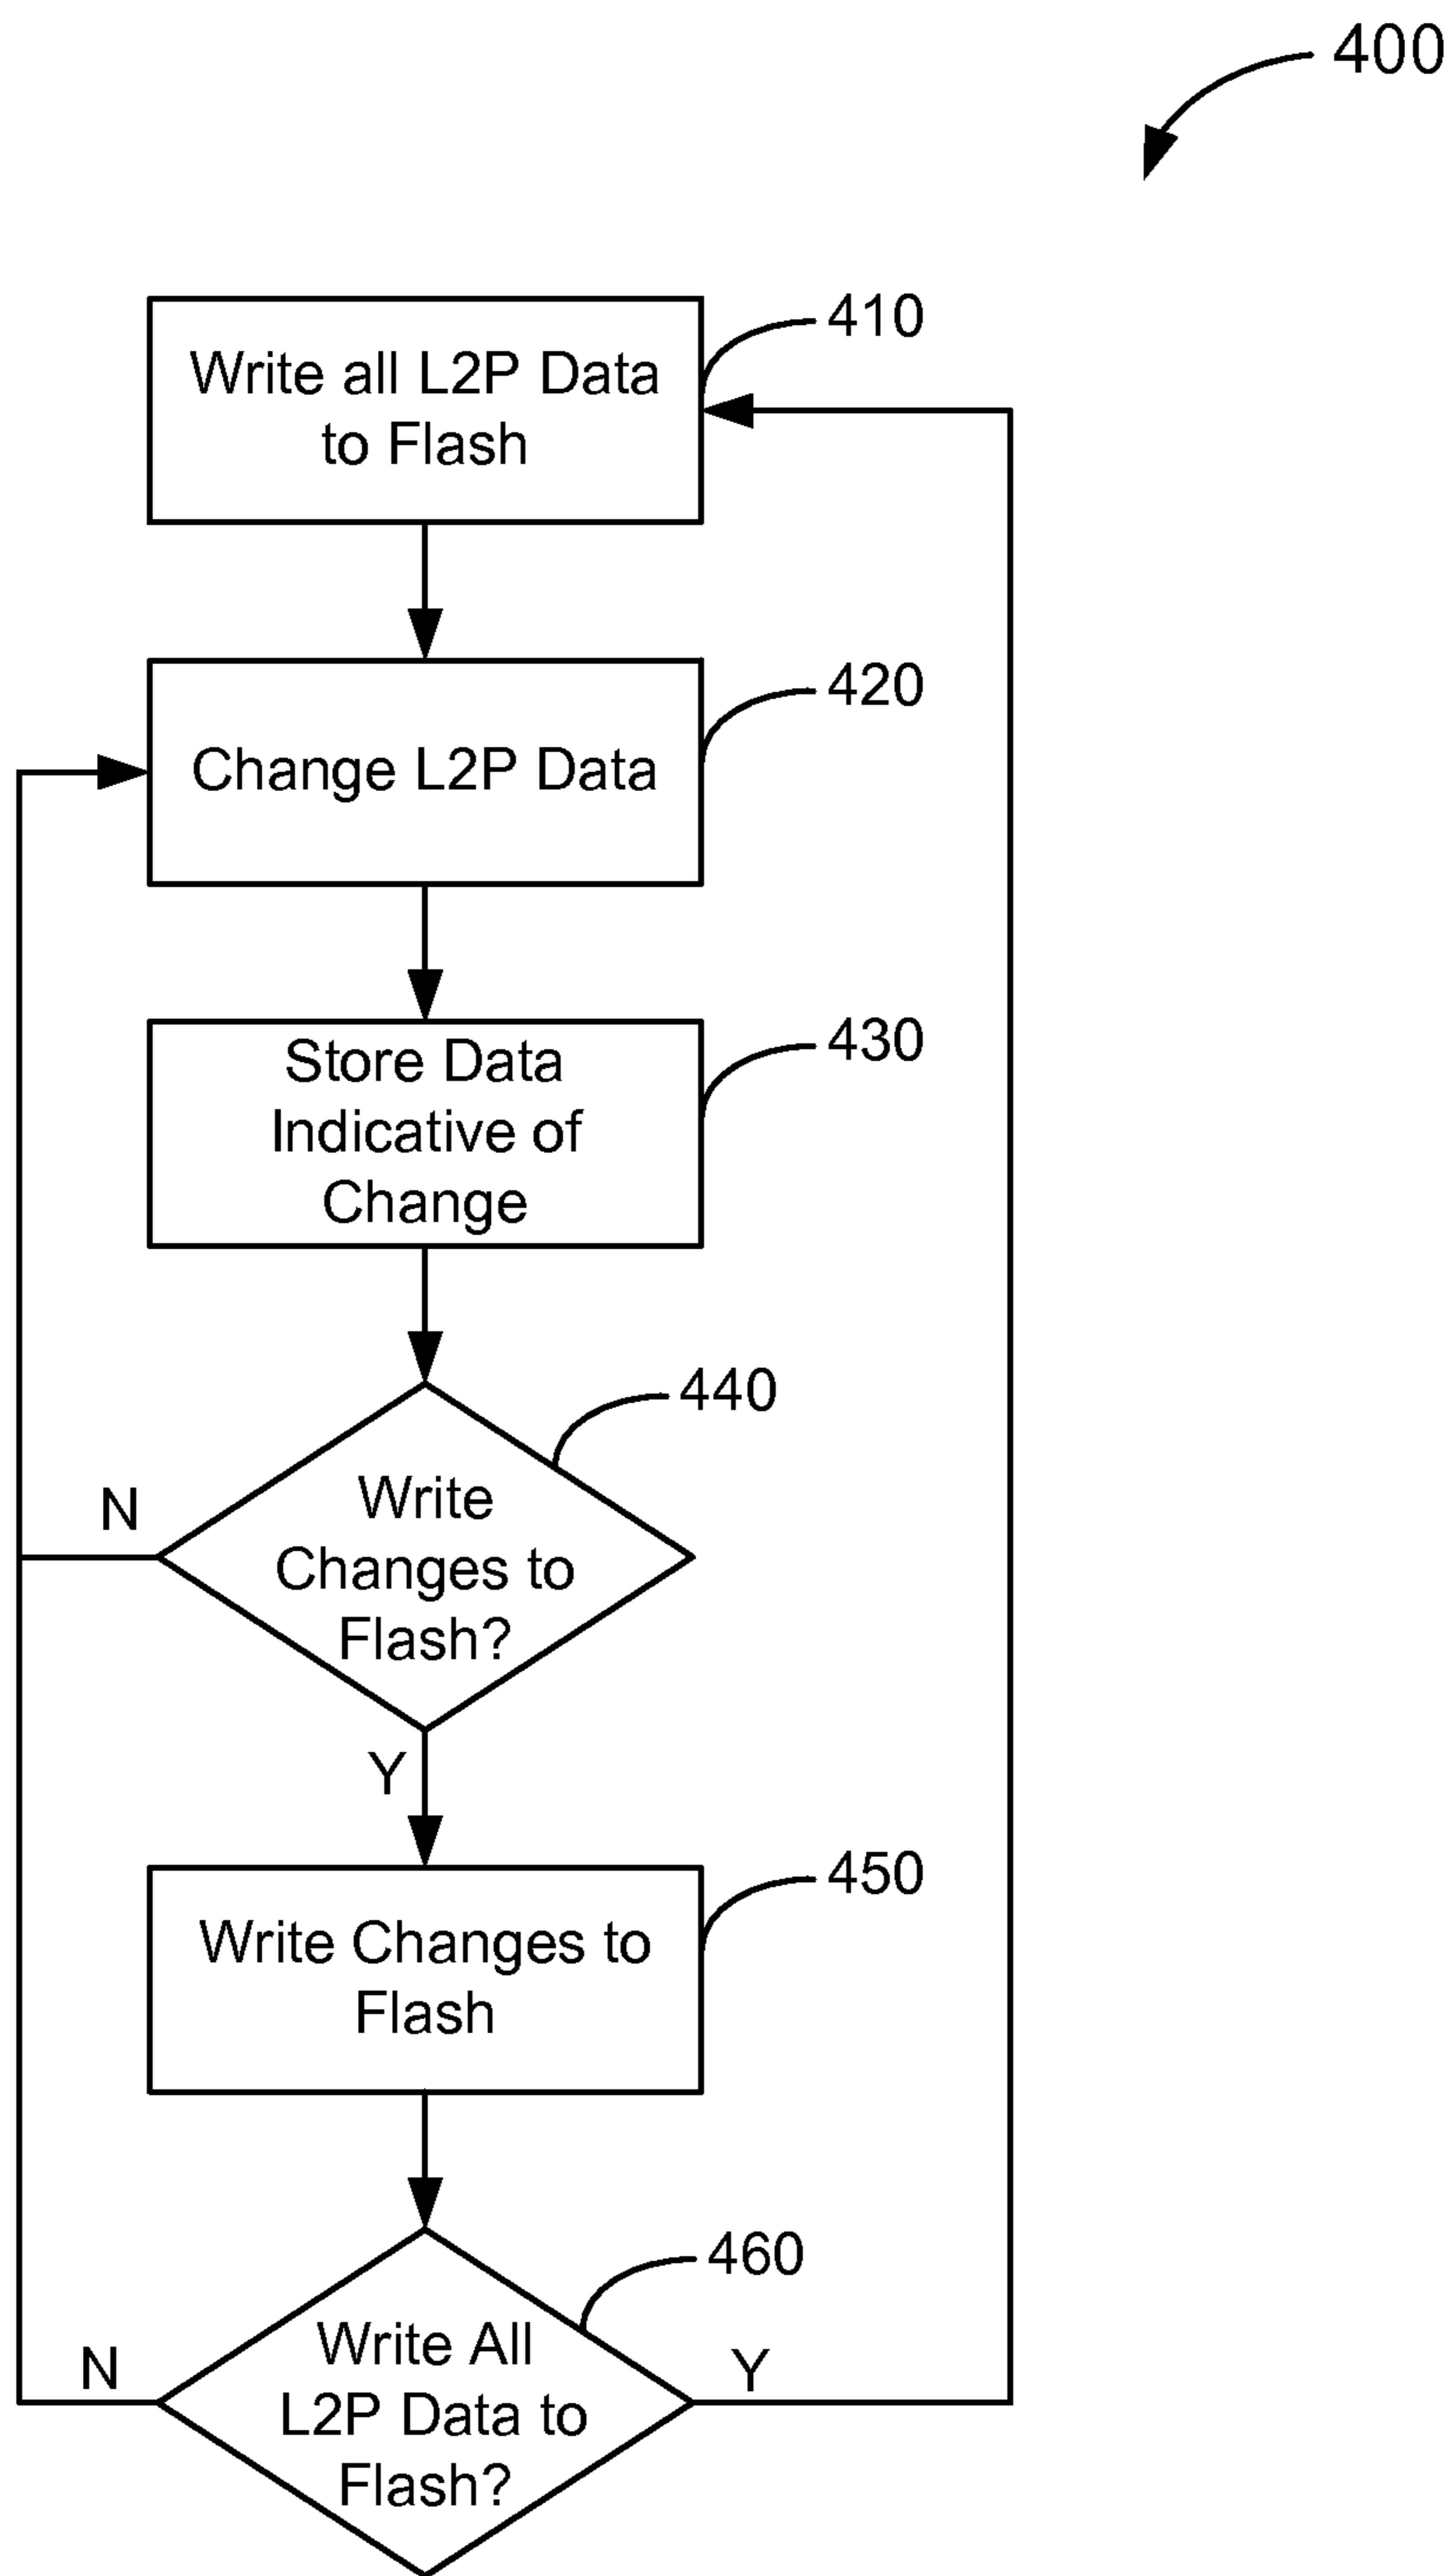 400
410
Write all L2P Data
to Flash
420
Change L2P Data
430
Store Data
Indicative of
Change
440
Write
Changes to
Flash?
N
Y
450
Write Changes to
Flash
460
Write All
L2P Data to
Flash?
N
Y